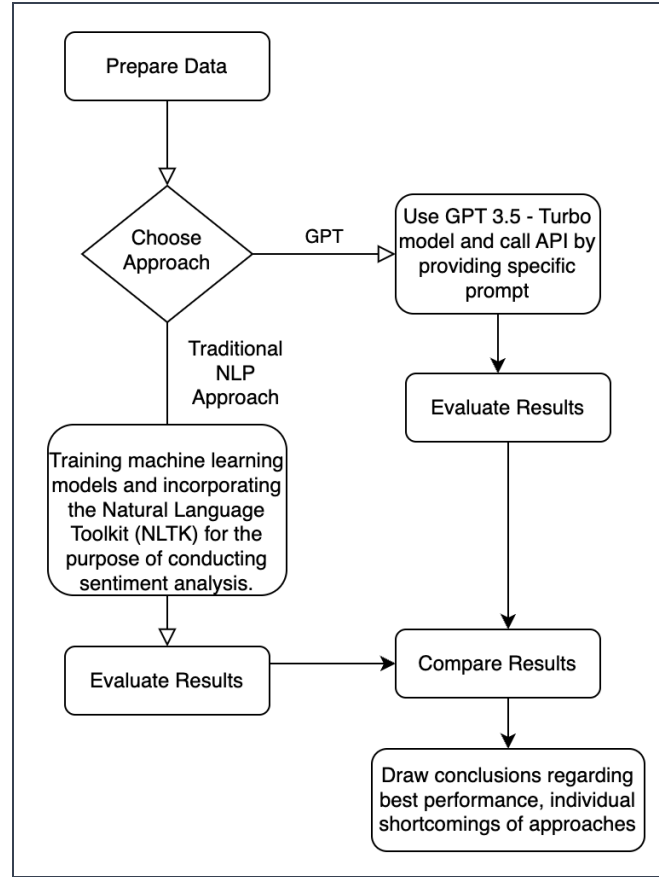 Prepare Data
Choose
Approach
GPT
Use GPT 3.5 - Turbo
model and call API by
providing specific
prompt
Traditional
NLP
Approach
Evaluate Results
Training machine learning
models and incorporating
the Natural Language
Toolkit (NLTK) for the
purpose of conducting
sentiment analysis.
Evaluate Results
Compare Results
Draw conclusions regarding
best performance, individual
shortcomings of approaches